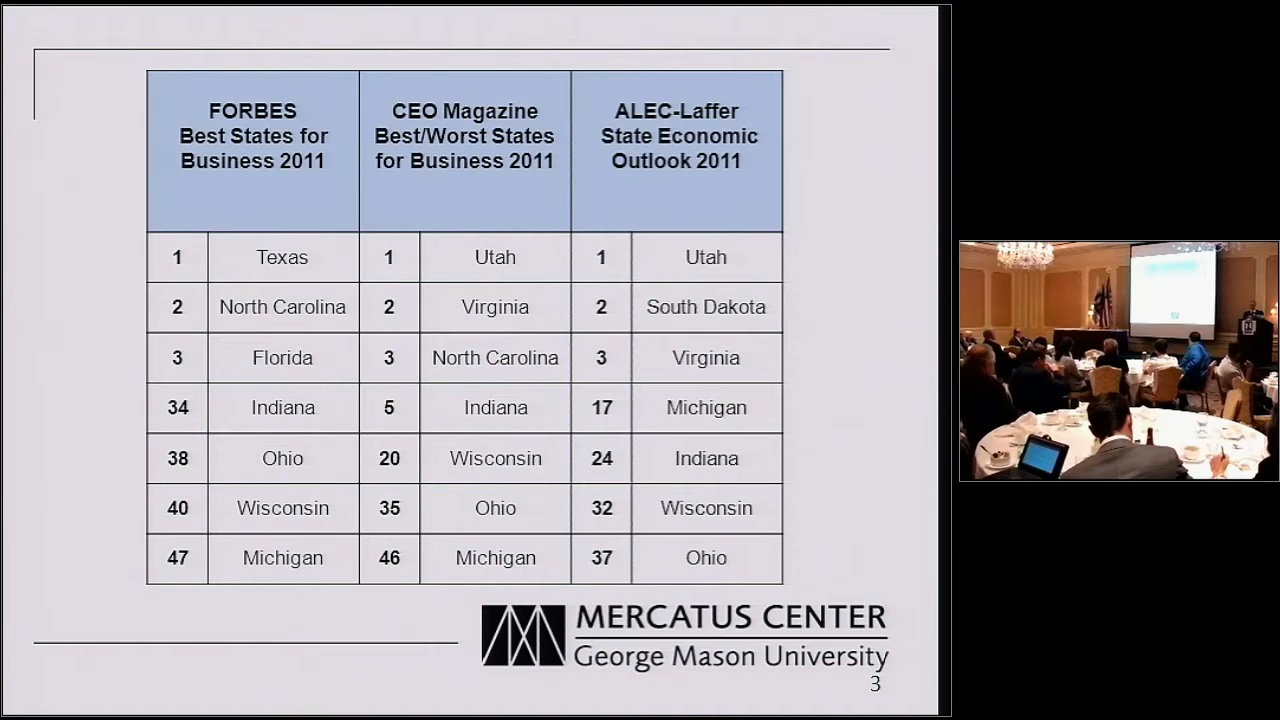 FORBES
Best States for
Business 2011
CEO Magazine
Best/Worst States
for Business 2011
ALEC-Laffer
State Economic
Outlook 2011
1 Texas 1 Utah 1 Utah
2 North Carolina 2 Virginia 2 South Dakota
3 Florida 3 North Carolina 3 Virginia
34 Indiana 5 Indiana 17 Michigan
38 Ohio 20 Wisconsin 24 Indiana
40 Wisconsin 35 Ohio 32 Wisconsin
47 Michigan 46 Michigan 37 Ohio
MERCATUS CENTER
George Mason University
3